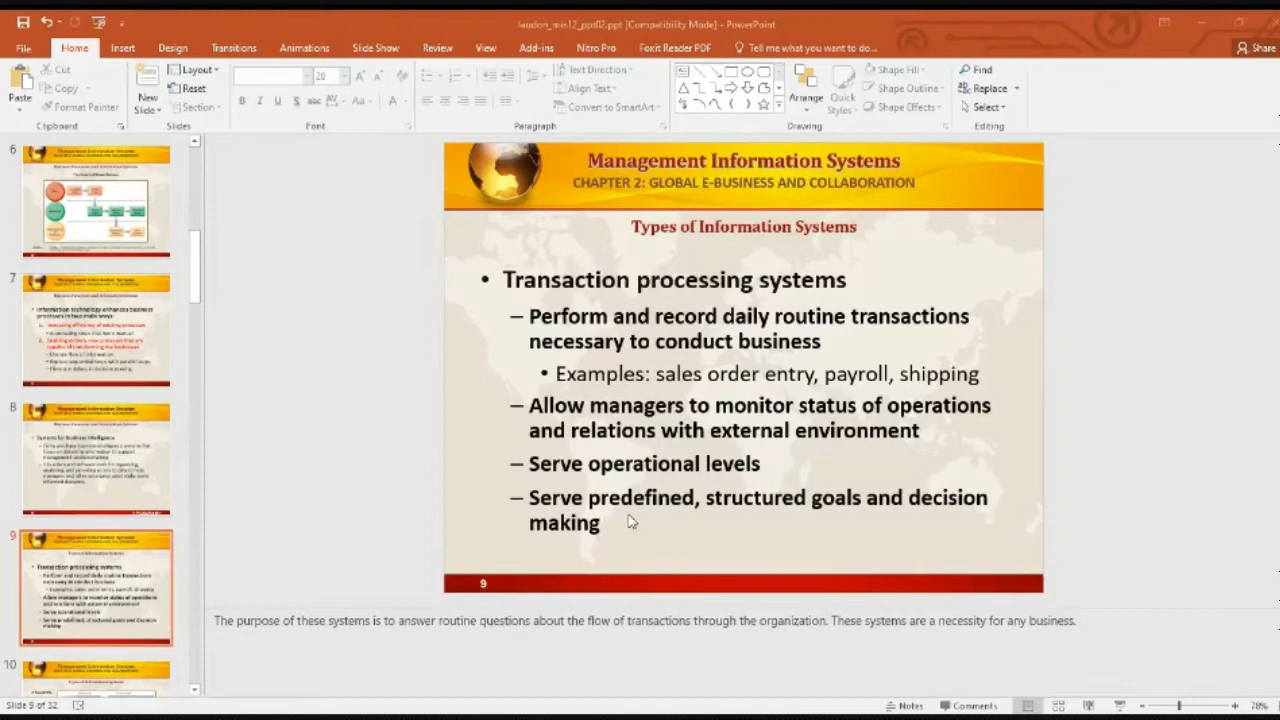 laudon_mis12_ppt02.ppt [Compatibility Mode] - PowerPoint
File Home Insert Design Transitions Animations Slide Show Review View Add-ins Nitro Pro Foxit Reader PDF Tell me what you want to do... Share
Paste
Cut
Copy
Format Painter
Clipboard
New
Slide
Layout
Reset
Section
Slides
20
Font
Text Direction
Align Text
Convert to SmartArt
Paragraph
Arrange
Quick
Styles
Shape Fill
Shape Outline
Shape Effects
Drawing
Find
Replace
Select
Editing
6
7
8
9
10
Management Information Systems
CHAPTER 2: GLOBAL E-BUSINESS AND COLLABORATION
Types of Information Systems
• Transaction processing systems
– Perform and record daily routine transactions
necessary to conduct business
• Examples: sales order entry, payroll, shipping
– Allow managers to monitor status of operations
and relations with external environment
– Serve operational levels
– Serve predefined, structured goals and decision
making
9
The purpose of these systems is to answer routine questions about the flow of transactions through the organization. These systems are a necessity for any business.
Slide 9 of 32
Notes
Comments
78%